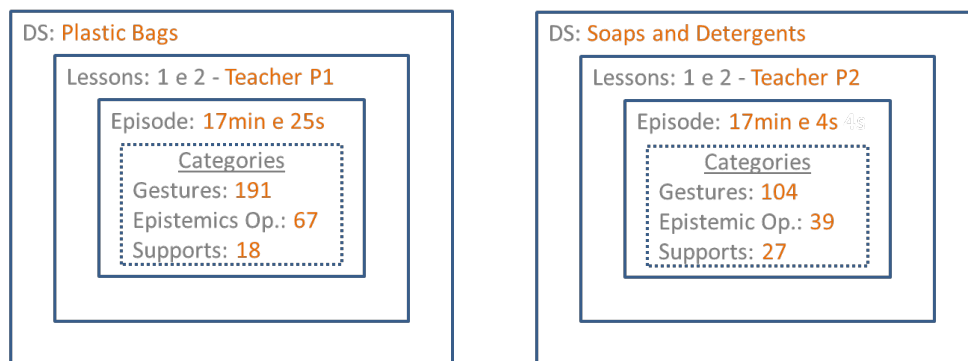 DS: Plastic Bags
Lessons: 1 e 2 - Teacher P1
Episode: 17min e 25s
Categories
Gestures: 191
Epistemics Op.: 67
Supports: 18
DS: Soaps and Detergents
Lessons: 1 e 2 - Teacher P2
Episode: 17min e 4s 4s
Categories
Gestures: 104
Epistemic Op.: 39
Supports: 27